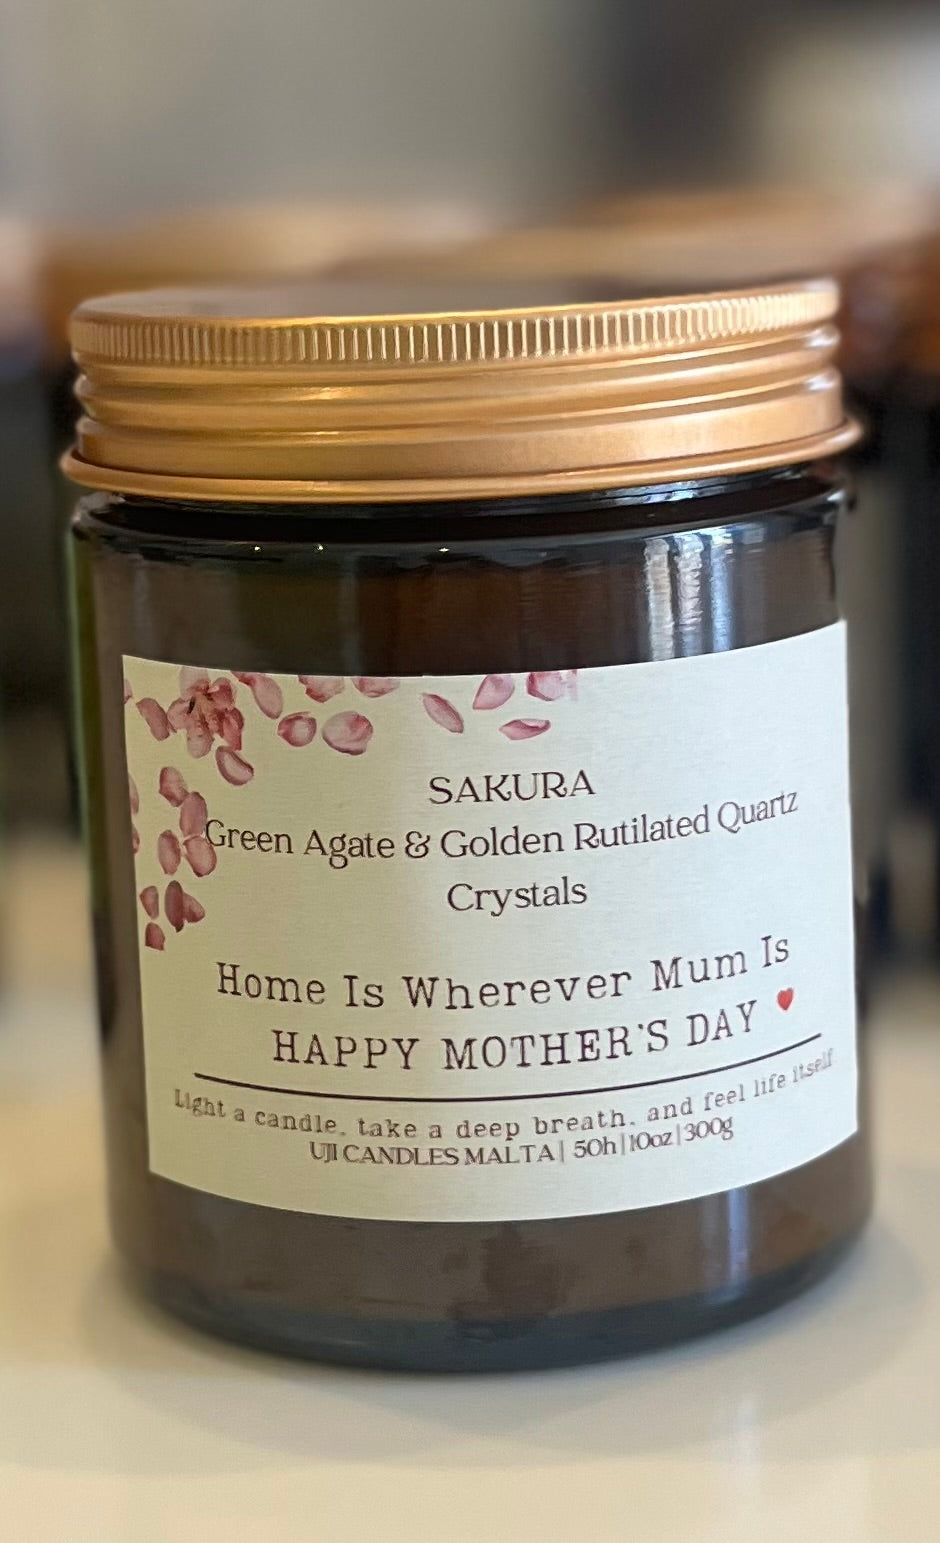 SAKURA
Green Agate & Golden Rutilated Quartz
Crystals
Home Is Wherever Mum Is
HAPPY MOTHER'S DAY ❤
Light a candle, take a deep breath, and feel life itself
UJI CANDLES MALTA | 50h | 10oz | 300g